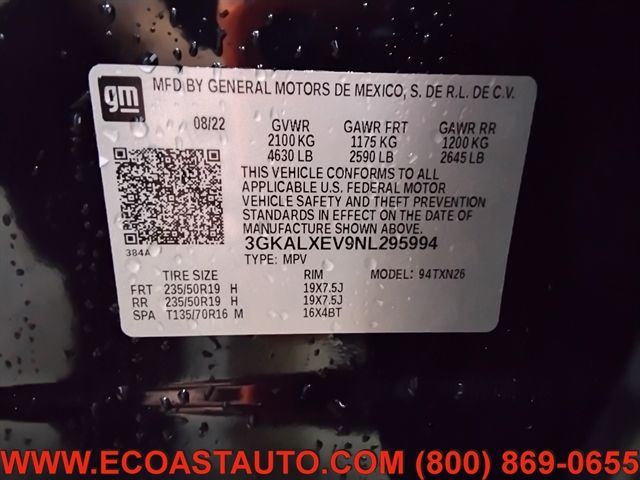 gm
MFD BY GENERAL MOTORS DE MEXICO, S. DE R.L. DE C.V.
08/22 GVWR GAWR FRT GAWR RR
2100 KG 1175 KG 1200 KG
4630 LB 2590 LB 2645 LB
THIS VEHICLE CONFORMS TO ALL
APPLICABLE U.S. FEDERAL MOTOR
VEHICLE SAFETY AND THEFT PREVENTION
STANDARDS IN EFFECT ON THE DATE OF
MANUFACTURE SHOWN ABOVE.
3GKALXEV9NL295994
384A
TYPE: MPV MODEL: 94TXN26
TIRE SIZE RIM
FRT 235/50R19 H 19X7.5J
RR 235/50R19 H 19X7.5J
SPA T135/70R16 M 16X4BT
WWW.ECOASTAUTO.COM (800) 869-0655